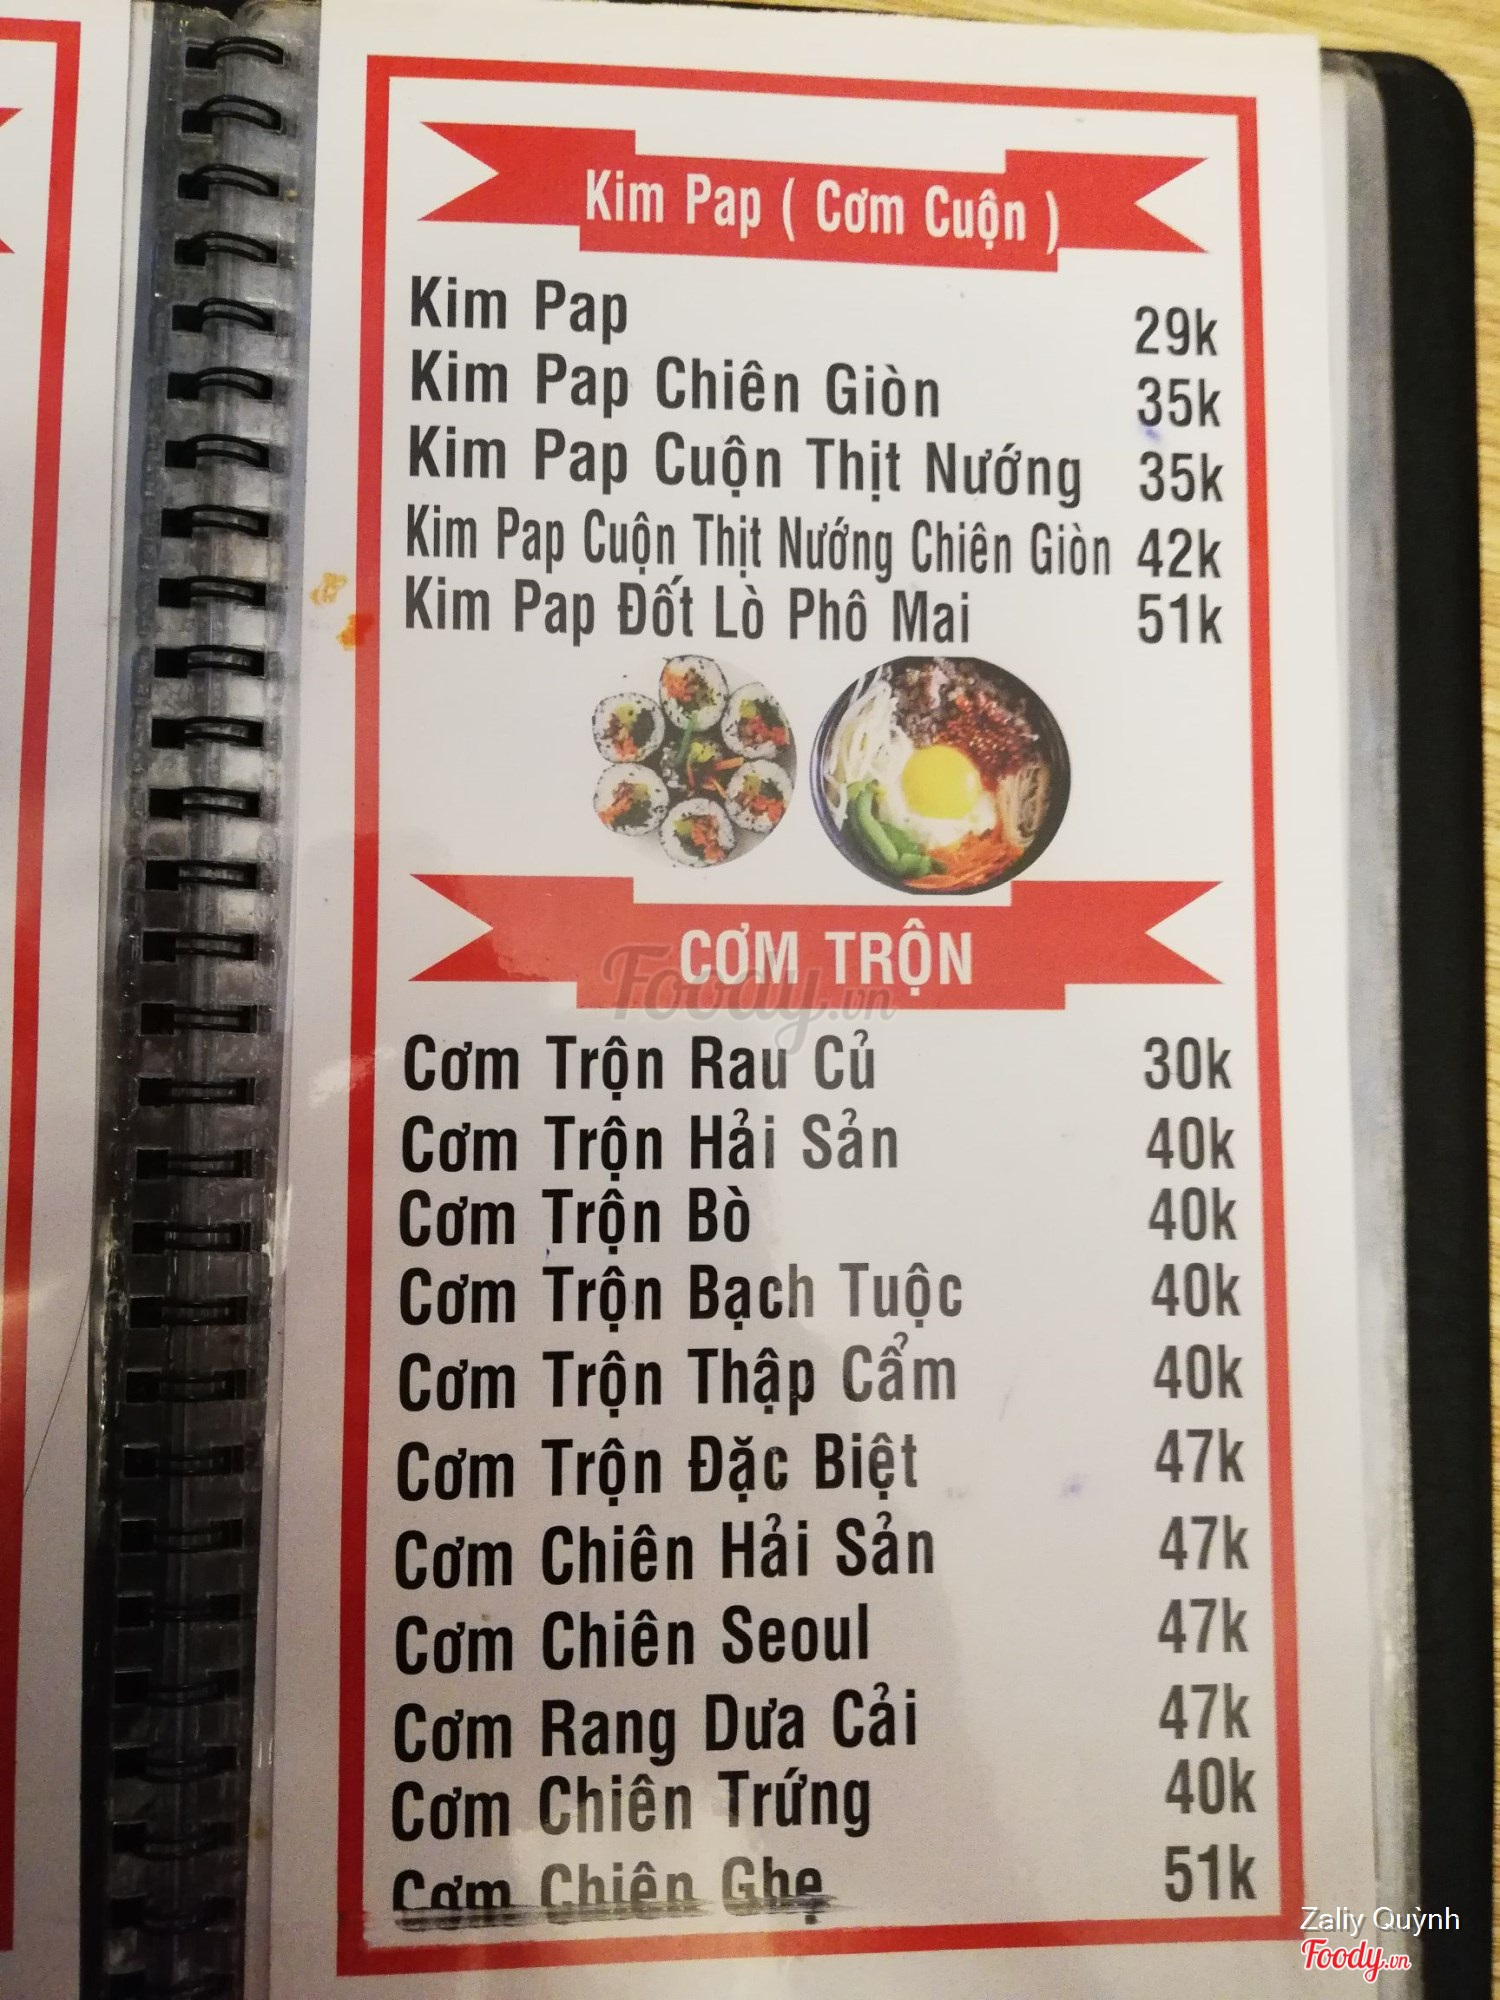 Kim Pap ( Cơm Cuộn )
Kim Pap 29k
Kim Pap Chiên Giòn 35k
Kim Pap Cuộn Thịt Nướng 35k
Kim Pap Cuộn Thịt Nướng Chiên Giòn 42k
Kim Pap Đốt Lò Phô Mai 51k
CƠM TRỘN
Foody.vn
Cơm Trộn Rau Củ 30k
Cơm Trộn Hải Sản 40k
Cơm Trộn Bò 40k
Cơm Trộn Bạch Tuộc 40k
Cơm Trộn Thập Cẩm 40k
Cơm Trộn Đặc Biệt 47k
Cơm Chiên Hải Sản 47k
Cơm Chiên Seoul 47k
Cơm Rang Dưa Cải 47k
Cơm Chiên Trứng 40k
Cơm Chiên Ghẹ 51k
Zaliy Quỳnh
Foody.vn